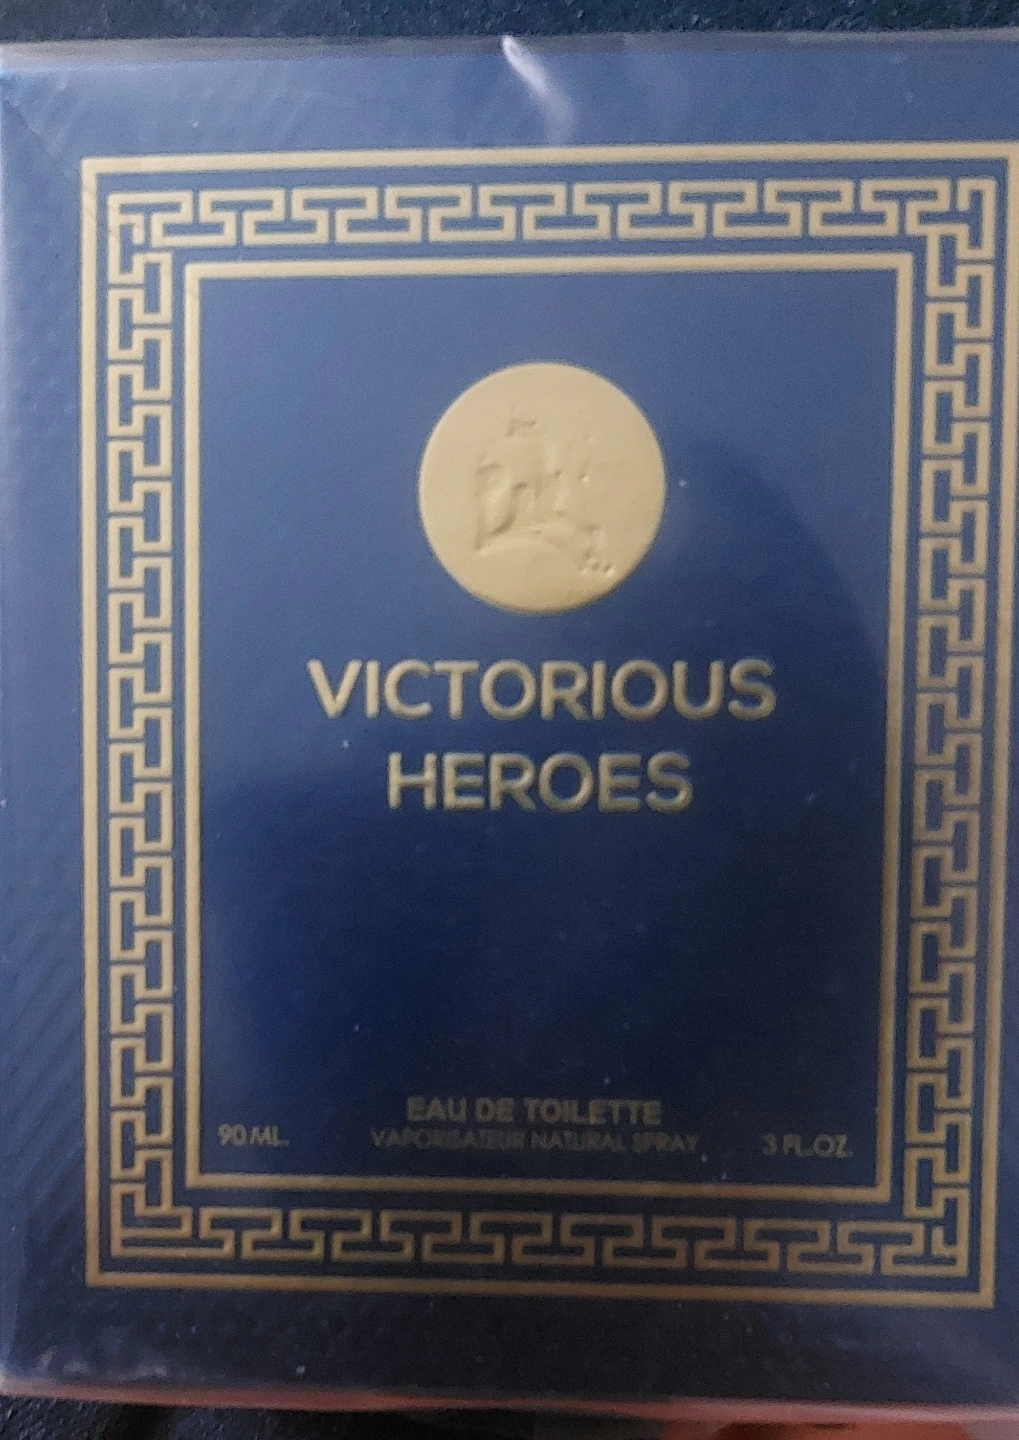 VICTORIOUS
HEROES
EAU DE TOILETTE
90 ML. VAPORISATEUR NATURAL SPRAY 3 FL.OZ.